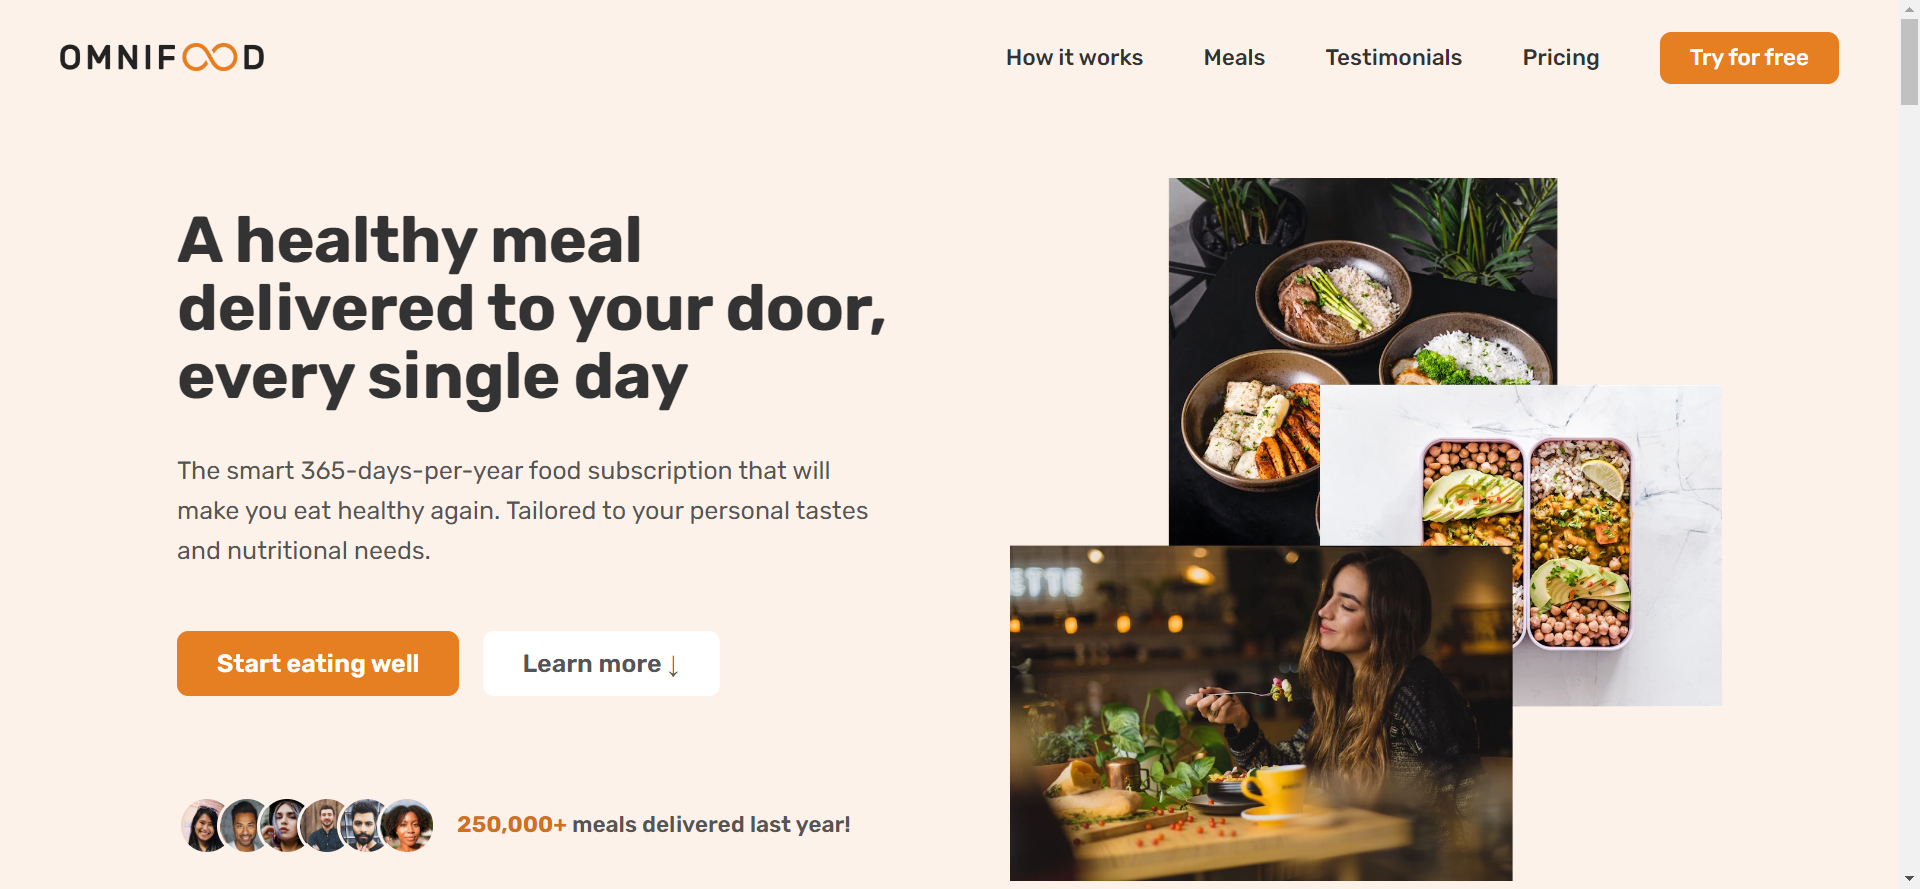 OMNIFOOD
How it works
Meals
Testimonials
Pricing
Try for free
A healthy meal
delivered to your door,
every single day
The smart 365-days-per-year food subscription that will
make you eat healthy again. Tailored to your personal tastes
and nutritional needs.
Start eating well
Learn more ↓
250,000+ meals delivered last year!
ETTE